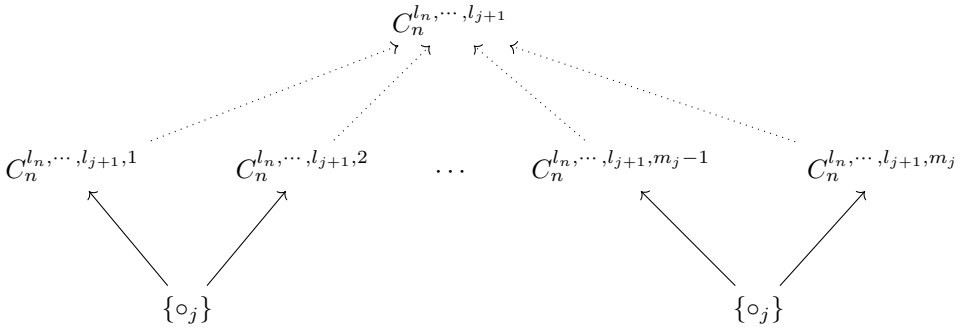 $C_n^{l_n,\cdots,l_{j+1}}$
$C_n^{l_n,\cdots,l_{j+1},1}$ $C_n^{l_n,\cdots,l_{j+1},2}$ $\cdots$ $C_n^{l_n,\cdots,l_{j+1},m_j-1}$ $C_n^{l_n,\cdots,l_{j+1},m_j}$
$\{\circ_j\}$ $\{\circ_j\}$